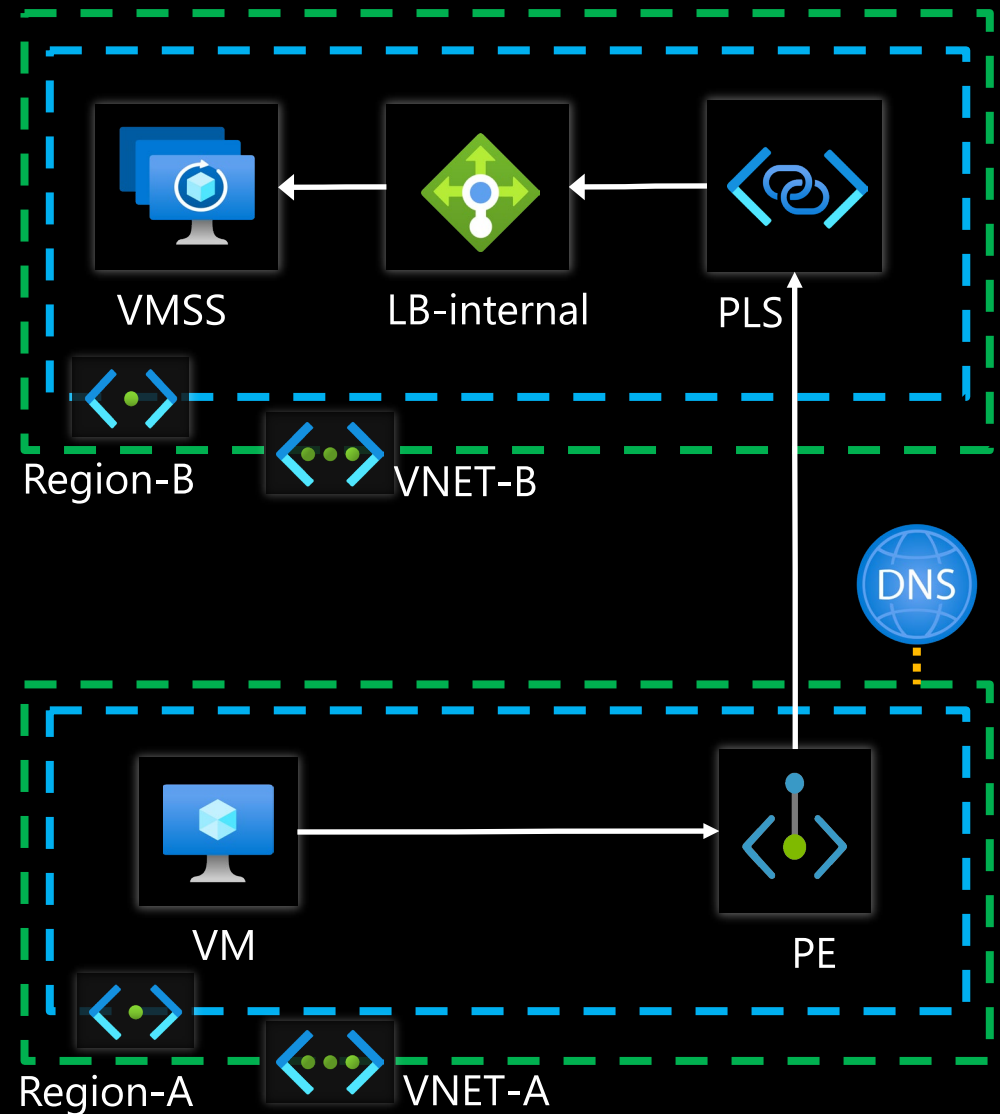 VMSS
LB-internal
PLS
Region-B
VNET-B
DNS
VM
PE
Region-A
VNET-A